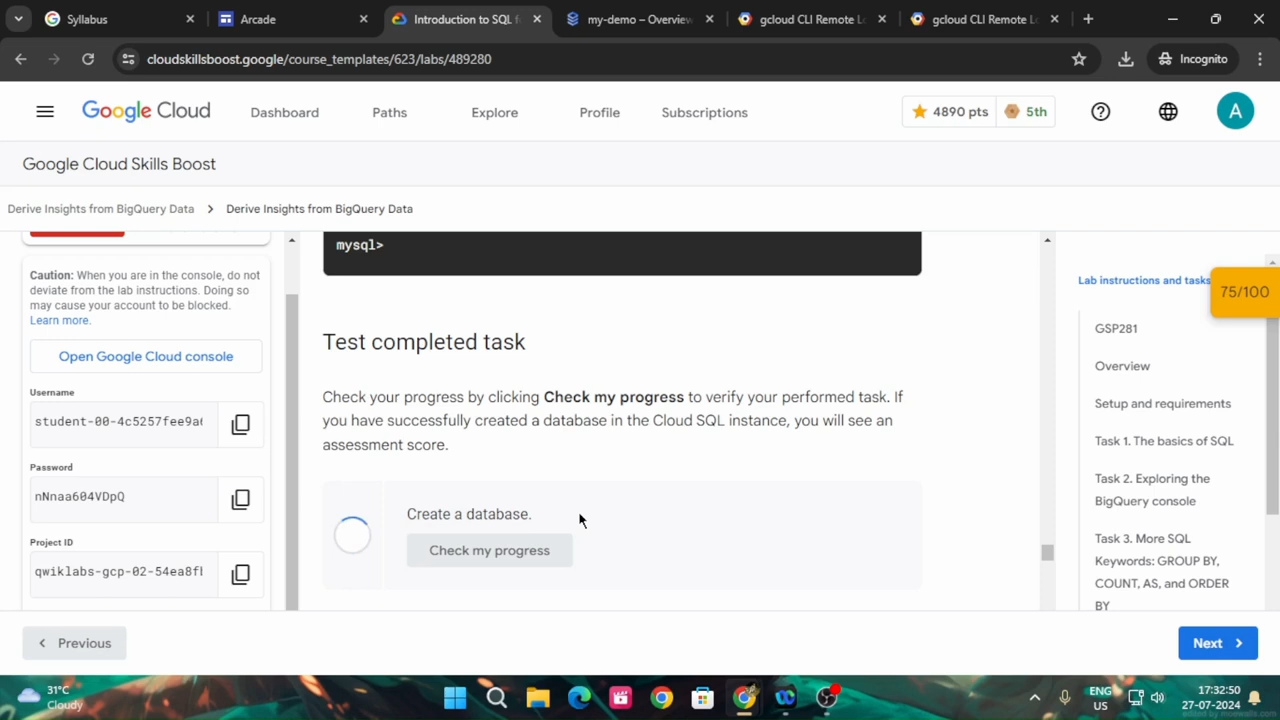 Syllabus
Arcade
Introduction to SQL f
my-demo – Overview
gcloud CLI Remote Lo
gcloud CLI Remote Lo
cloudskillsboost.google/course_templates/623/labs/489280
Incognito
Google Cloud
Dashboard
Paths
Explore
Profile
Subscriptions
4890 pts
5th
A
Google Cloud Skills Boost
Derive Insights from BigQuery Data
Derive Insights from BigQuery Data
Caution: When you are in the console, do not
deviate from the lab instructions. Doing so
may cause your account to be blocked.
Learn more.
Open Google Cloud console
Username
student-00-4c5257fee9a
Password
nNnaa604VDpQ
Project ID
qwiklabs-gcp-02-54ea8f
mysql>
Test completed task
Check your progress by clicking Check my progress to verify your performed task. If
you have successfully created a database in the Cloud SQL instance, you will see an
assessment score.
Create a database.
Check my progress
Lab instructions and tasks
75/100
GSP281
Overview
Setup and requirements
Task 1. The basics of SQL
Task 2. Exploring the
BigQuery console
Task 3. More SQL
Keywords: GROUP BY,
COUNT, AS, and ORDER
BY
Previous
Next
31°C
Cloudy
ENG
US
17:32:50
27-07-2024